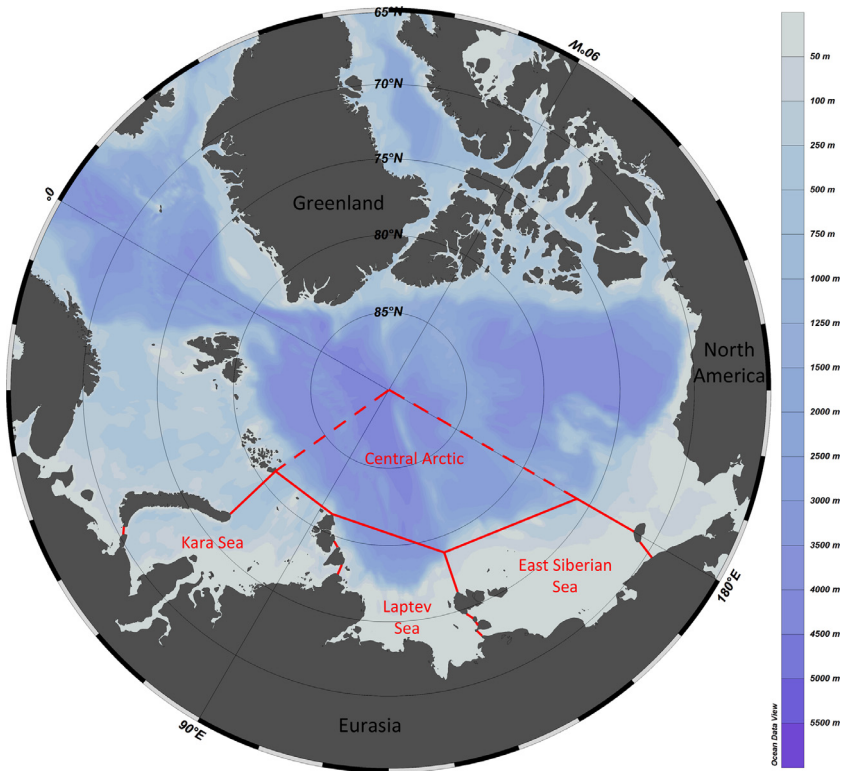 65°N
90°W
70°N
75°N
0°
Greenland
80°N
85°N
North
America
Central Arctic
Kara Sea
East Siberian
Sea
180°E
Laptev
Sea
90°E
Eurasia
50 m
100 m
250 m
500 m
750 m
1000 m
1250 m
1500 m
2000 m
2500 m
3000 m
3500 m
4000 m
4500 m
5000 m
5500 m
Ocean Data View